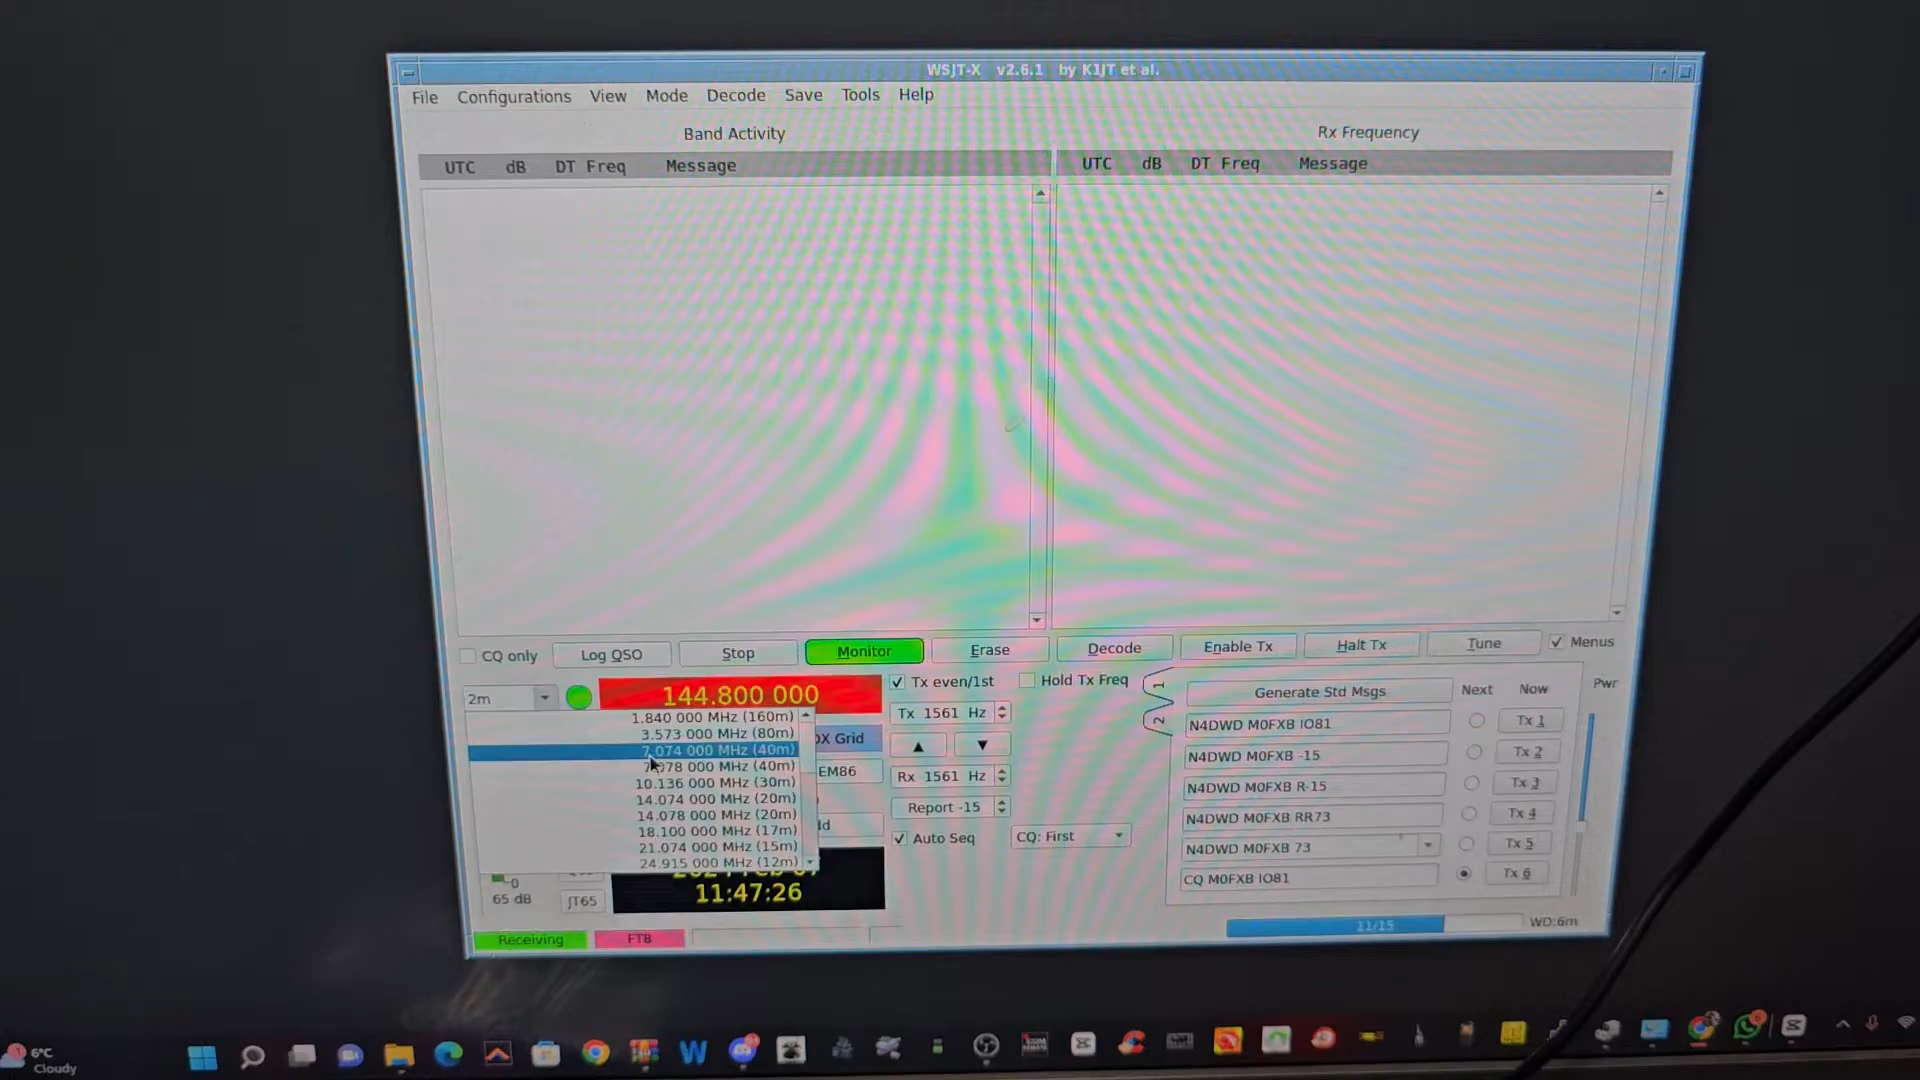 WSJT-X v2.6.1 by K1JT et al.
File Configurations View Mode Decode Save Tools Help
Band Activity
Rx Frequency
UTC dB DT Freq Message
UTC dB DT Freq Message
CQ only Log QSO Stop Monitor Erase Decode Enable Tx Halt Tx Tune Menus
2m 144.800 000
1.840 000 MHz (160m)
3.573 000 MHz (80m)
7.074 000 MHz (40m)
7.078 000 MHz (40m)
10.136 000 MHz (30m)
14.074 000 MHz (20m)
14.078 000 MHz (20m)
18.100 000 MHz (17m)
21.074 000 MHz (15m)
24.915 000 MHz (12m)
DX Grid
EM86
Tx even/1st Hold Tx Freq
Tx 1561 Hz
Rx 1561 Hz
Report -15
Auto Seq CQ: First
1
2
Generate Std Msgs Next Now Pwr
N4DWD M0FXB IO81 Tx 1
N4DWD M0FXB -15 Tx 2
N4DWD M0FXB R-15 Tx 3
N4DWD M0FXB RR73 Tx 4
N4DWD M0FXB 73 Tx 5
CQ M0FXB IO81 Tx 6
0
65 dB JT65
11:47:26
Receiving FT8
11/15 WD:6m
6°C
Cloudy